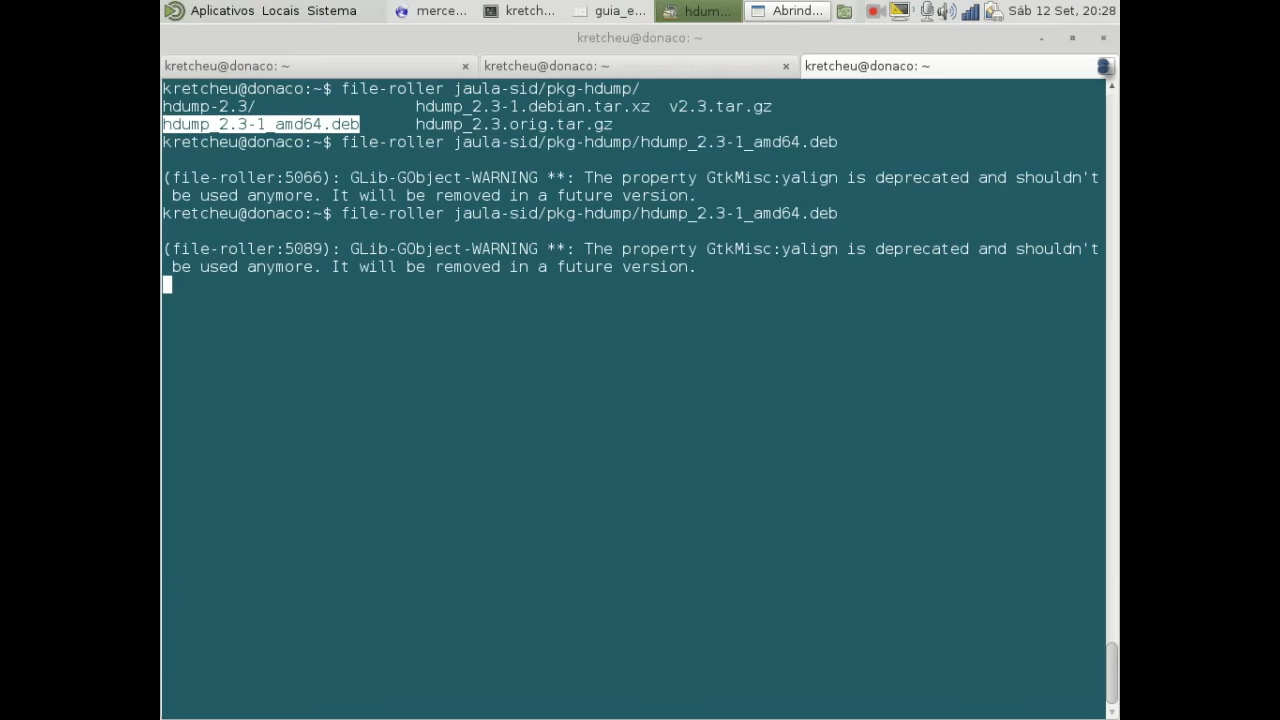 Aplicativos Locais Sistema merce... kretch... guia_e... hdump... Abrind... Sáb 12 Set, 20:28
kretcheu@donaco: ~
kretcheu@donaco: ~ × kretcheu@donaco: ~ × kretcheu@donaco: ~
kretcheu@donaco:~$ file-roller jaula-sid/pkg-hdump/
hdump-2.3/ hdump_2.3-1.debian.tar.xz v2.3.tar.gz
hdump_2.3-1_amd64.deb hdump_2.3.orig.tar.gz
kretcheu@donaco:~$ file-roller jaula-sid/pkg-hdump/hdump_2.3-1_amd64.deb
(file-roller:5066): GLib-GObject-WARNING **: The property GtkMisc:yalign is deprecated and shouldn't
be used anymore. It will be removed in a future version.
kretcheu@donaco:~$ file-roller jaula-sid/pkg-hdump/hdump_2.3-1_amd64.deb
(file-roller:5089): GLib-GObject-WARNING **: The property GtkMisc:yalign is deprecated and shouldn't
be used anymore. It will be removed in a future version.